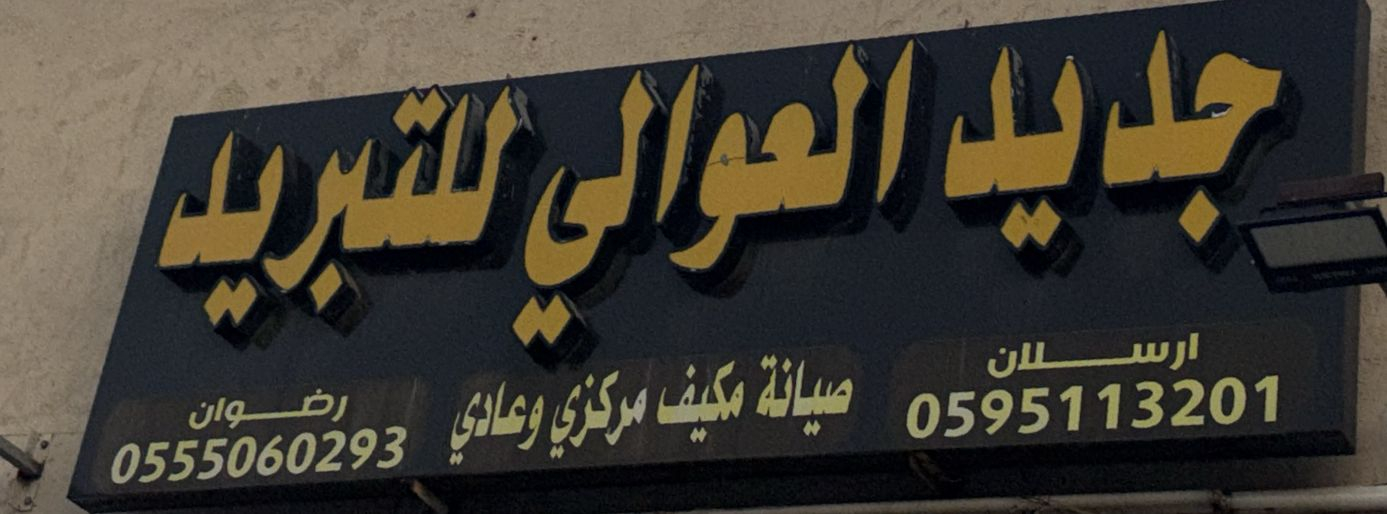 جديد العوالي للتبريد
ارسلان
0595113201
صيانة مكيف مركزي وعادي
رضوان
0555060293